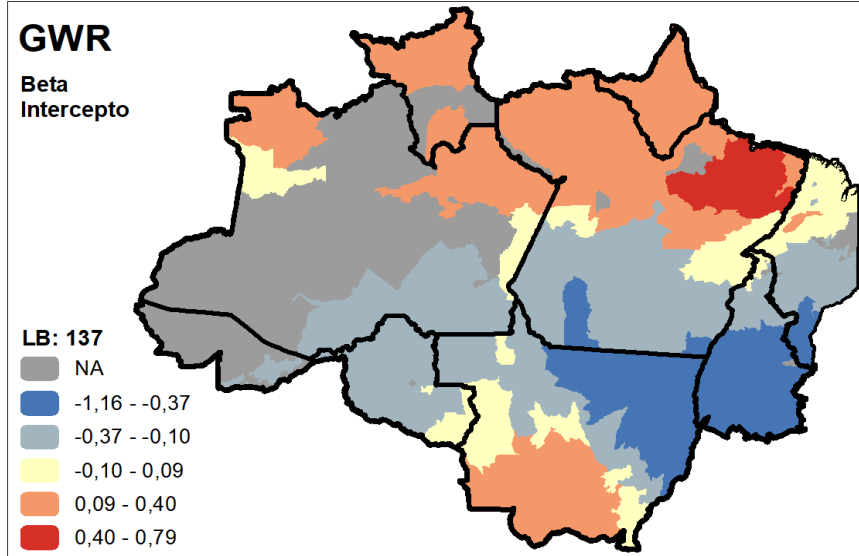 GWR
Beta
Intercepto
LB: 137
NA
-1,16 - -0,37
-0,37 - -0,10
-0,10 - 0,09
0,09 - 0,40
0,40 - 0,79